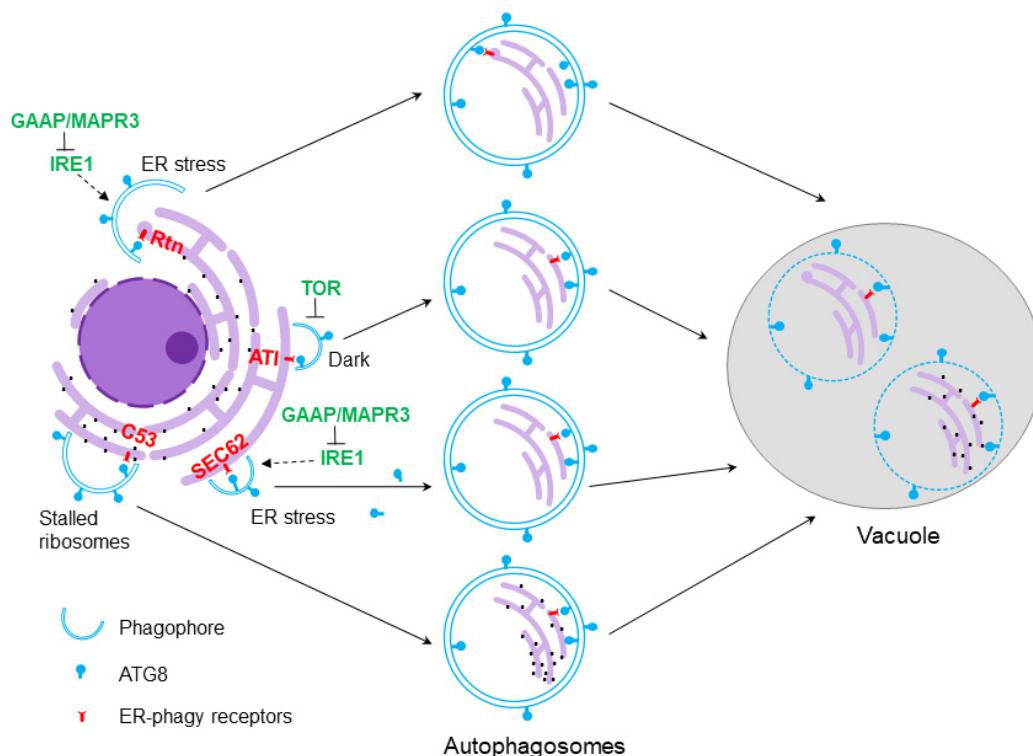 GAAP/MAPR3
IRE1
ER stress
Rtn
TOR
ATI
Dark
GAAP/MAPR3
IRE1
C53
SEC62
ER stress
Stalled
ribosomes
Vacuole
Phagophore
ATG8
ER-phagy receptors
Autophagosomes